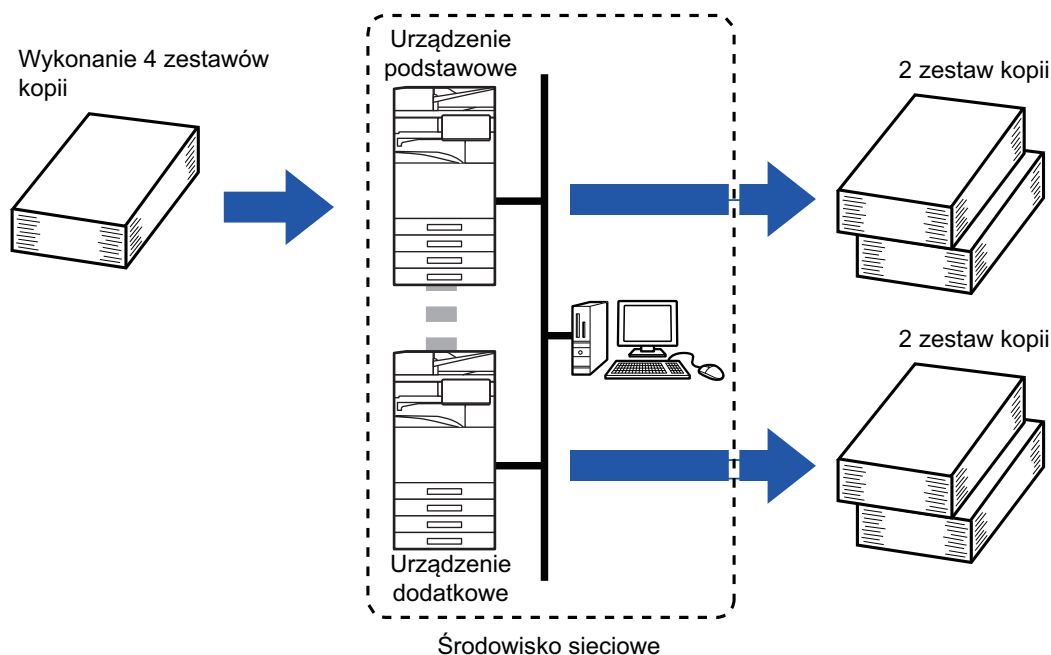 Wykonanie 4 zestawów
kopii
Urządzenie
podstawowe
2 zestaw kopii
2 zestaw kopii
Urządzenie
dodatkowe
Środowisko sieciowe